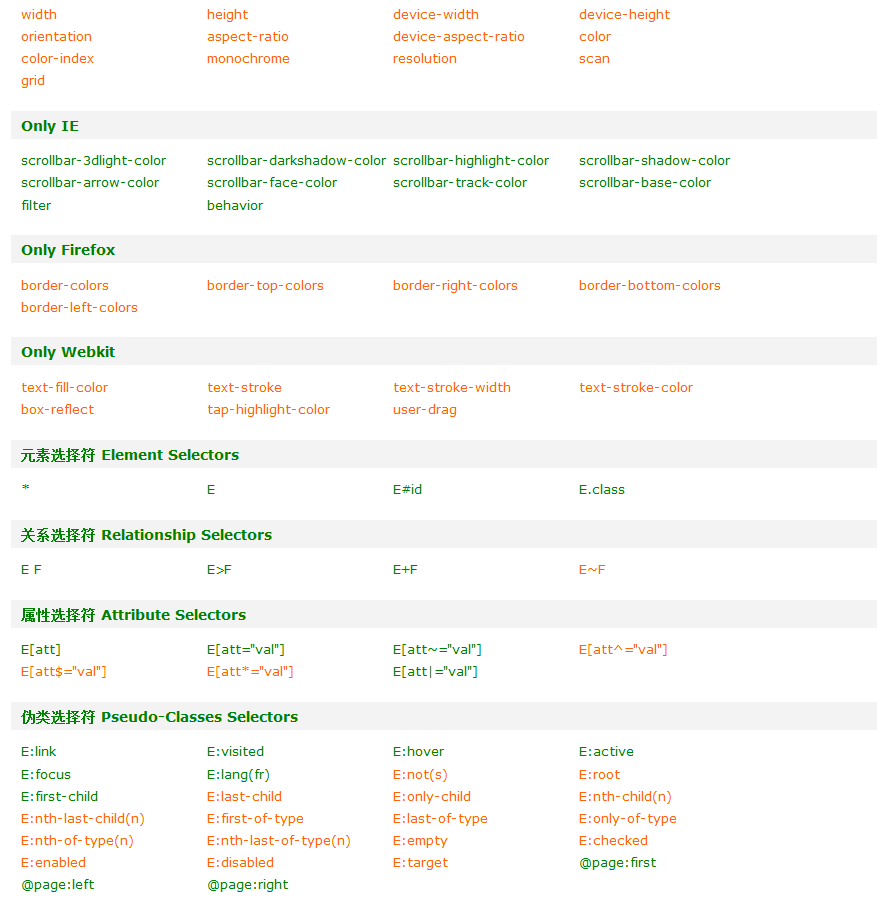 width height device-width device-height
orientation aspect-ratio device-aspect-ratio color
color-index monochrome resolution scan
grid
Only IE
scrollbar-3dlight-color scrollbar-darkshadow-color scrollbar-highlight-color scrollbar-shadow-color
scrollbar-arrow-color scrollbar-face-color scrollbar-track-color scrollbar-base-color
filter behavior
Only Firefox
border-colors border-top-colors border-right-colors border-bottom-colors
border-left-colors
Only Webkit
text-fill-color text-stroke text-stroke-width text-stroke-color
box-reflect tap-highlight-color user-drag
元素选择符 Element Selectors
* E E#id E.class
关系选择符 Relationship Selectors
E F E>F E+F E~F
属性选择符 Attribute Selectors
E[att] E[att="val"] E[att~="val"] E[att^="val"]
E[att$="val"] E[att*="val"] E[att|="val"]
伪类选择符 Pseudo-Classes Selectors
E:link E:visited E:hover E:active
E:focus E:lang(fr) E:not(s) E:root
E:first-child E:last-child E:only-child E:nth-child(n)
E:nth-last-child(n) E:first-of-type E:last-of-type E:only-of-type
E:nth-of-type(n) E:nth-last-of-type(n) E:empty E:checked
E:enabled E:disabled E:target @page:first
@page:left @page:right